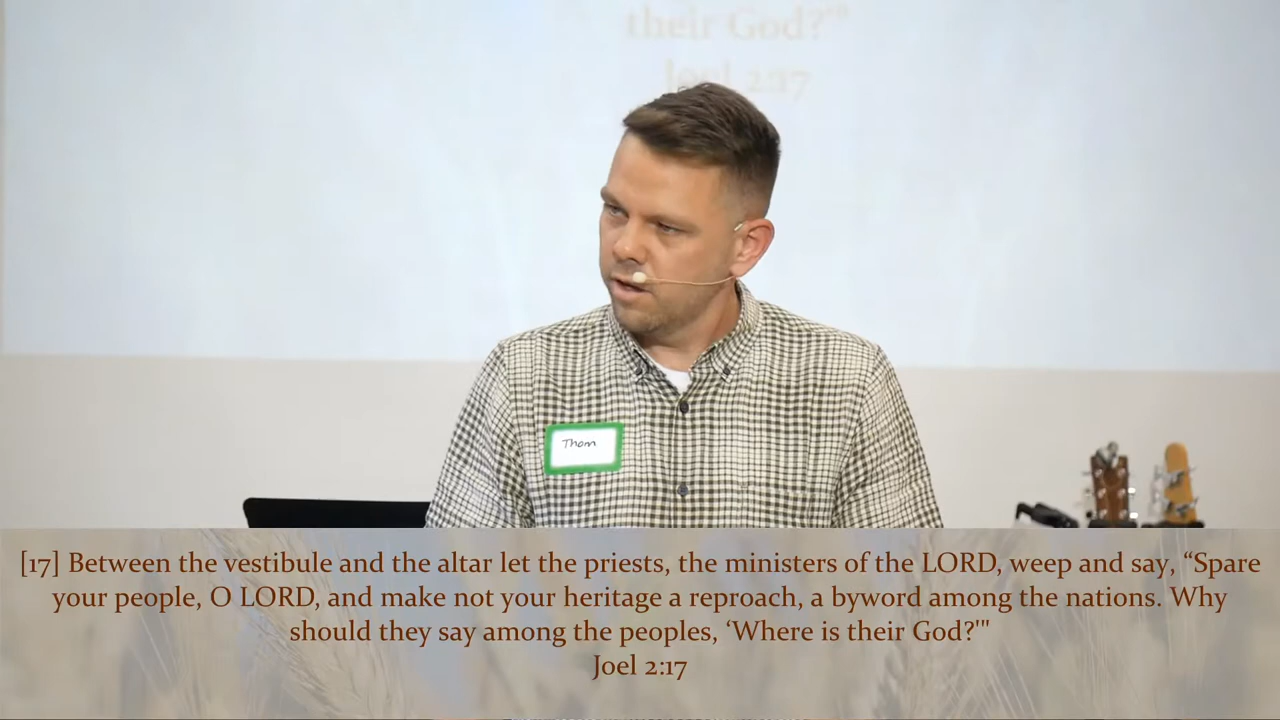 their God?'"
Joel 2:17
Thom
[17] Between the vestibule and the altar let the priests, the ministers of the LORD, weep and say, “Spare
your people, O LORD, and make not your heritage a reproach, a byword among the nations. Why
should they say among the peoples, ‘Where is their God?'"
Joel 2:17